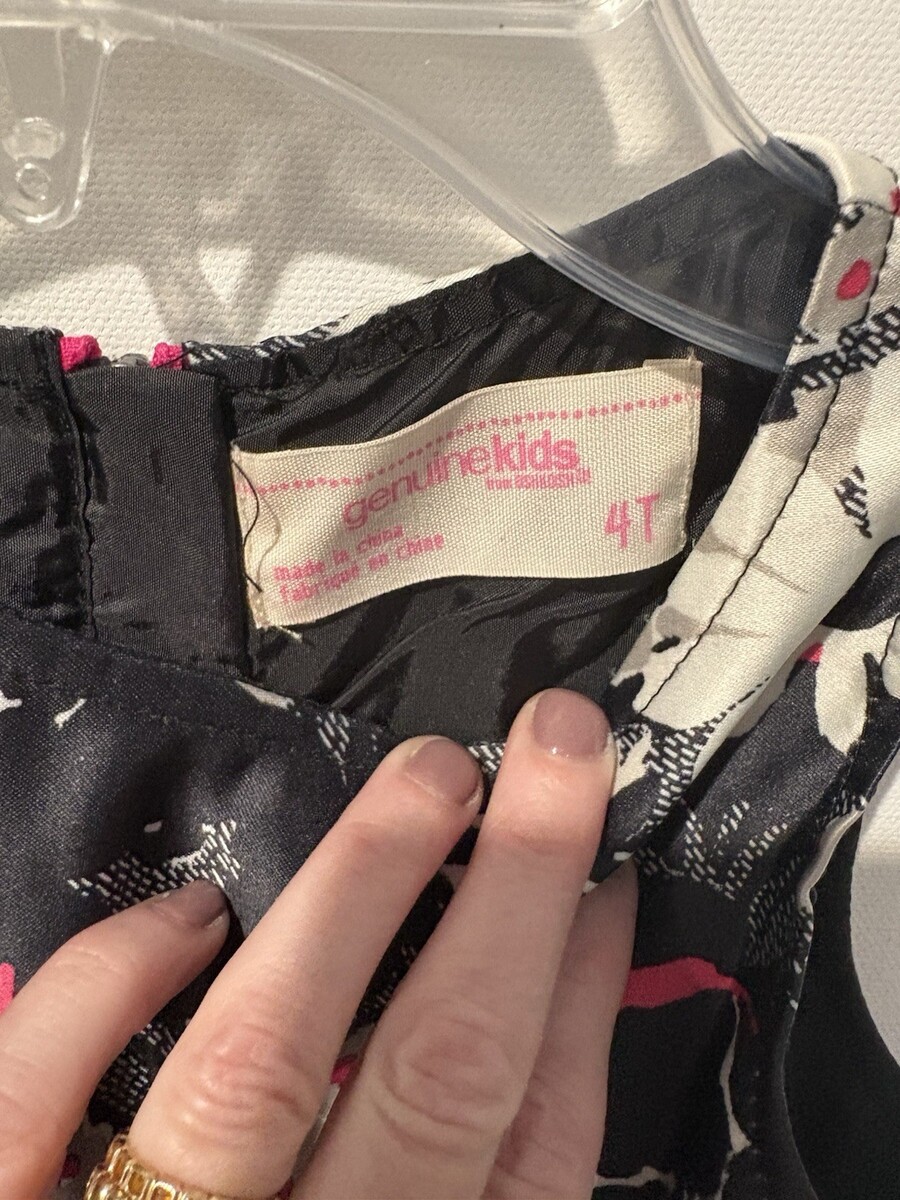 genuinekids
from OSHKOSH
4T
made in china
Fabriqué en Chine